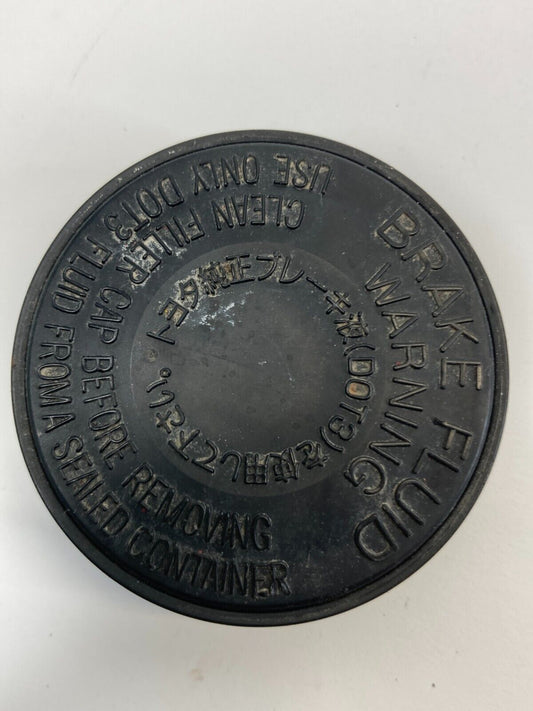 BRAKE FLUID
WARNING
CLEAN FILLER CAP BEFORE REMOVING
USE ONLY DOT3 FLUID FROM A SEALED CONTAINER
トヨタ純正ブレーキ液(DOT3)を使用して下さい。